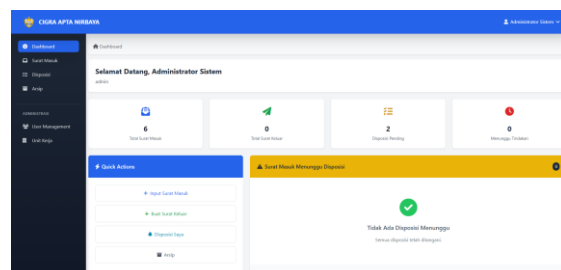 CIGRA APTA NIRBAYA
Administrator Sistem
Dashboard
Surat Masuk
Disposisi
Arsip
ADMINISTRASI
User Management
Unit Kerja
Dashboard
Selamat Datang, Administrator Sistem
admin
6
Total Surat Masuk
0
Total Surat Keluar
2
Disposisi Pending
0
Menunggu Tindakan
Quick Actions
Input Surat Masuk
Buat Surat Keluar
Disposisi Saya
Arsip
Surat Masuk Menunggu Disposisi
0
Tidak Ada Disposisi Menunggu
Semua disposisi telah ditangani